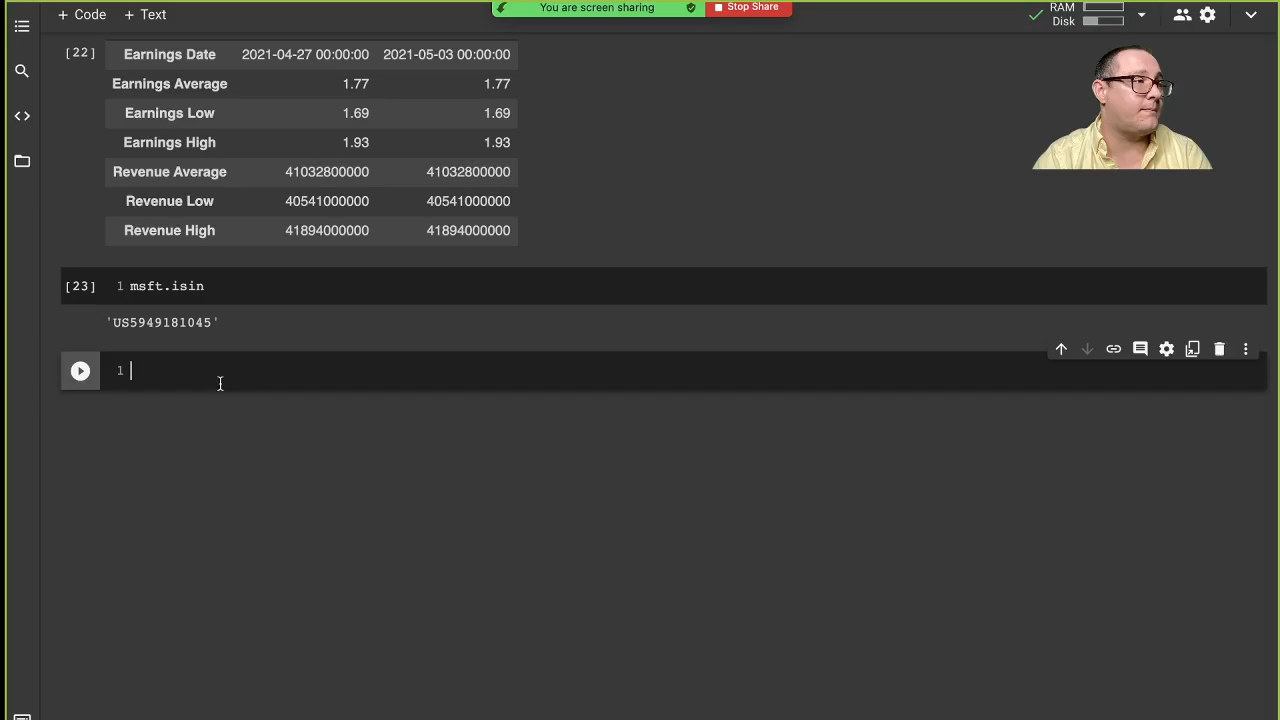 You are screen sharing Stop Share
+ Code + Text
RAM
Disk
[22] Earnings Date 2021-04-27 00:00:00 2021-05-03 00:00:00
Earnings Average 1.77 1.77
Earnings Low 1.69 1.69
Earnings High 1.93 1.93
Revenue Average 41032800000 41032800000
Revenue Low 40541000000 40541000000
Revenue High 41894000000 41894000000
[23] 1 msft.isin
'US5949181045'
1